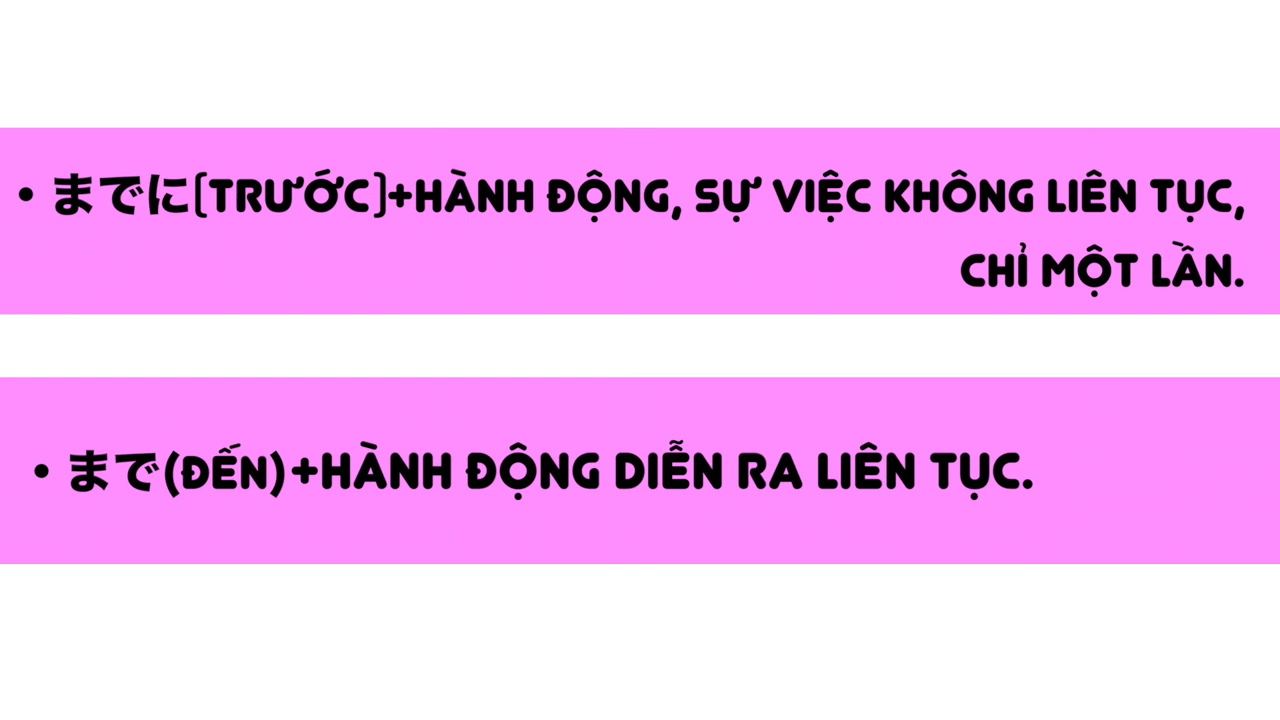 • までに(TRƯỚC)+HÀNH ĐỘNG, SỰ VIỆC KHÔNG LIÊN TỤC,
CHỈ MỘT LẦN.
• まで(ĐẾN)+HÀNH ĐỘNG DIỄN RA LIÊN TỤC.